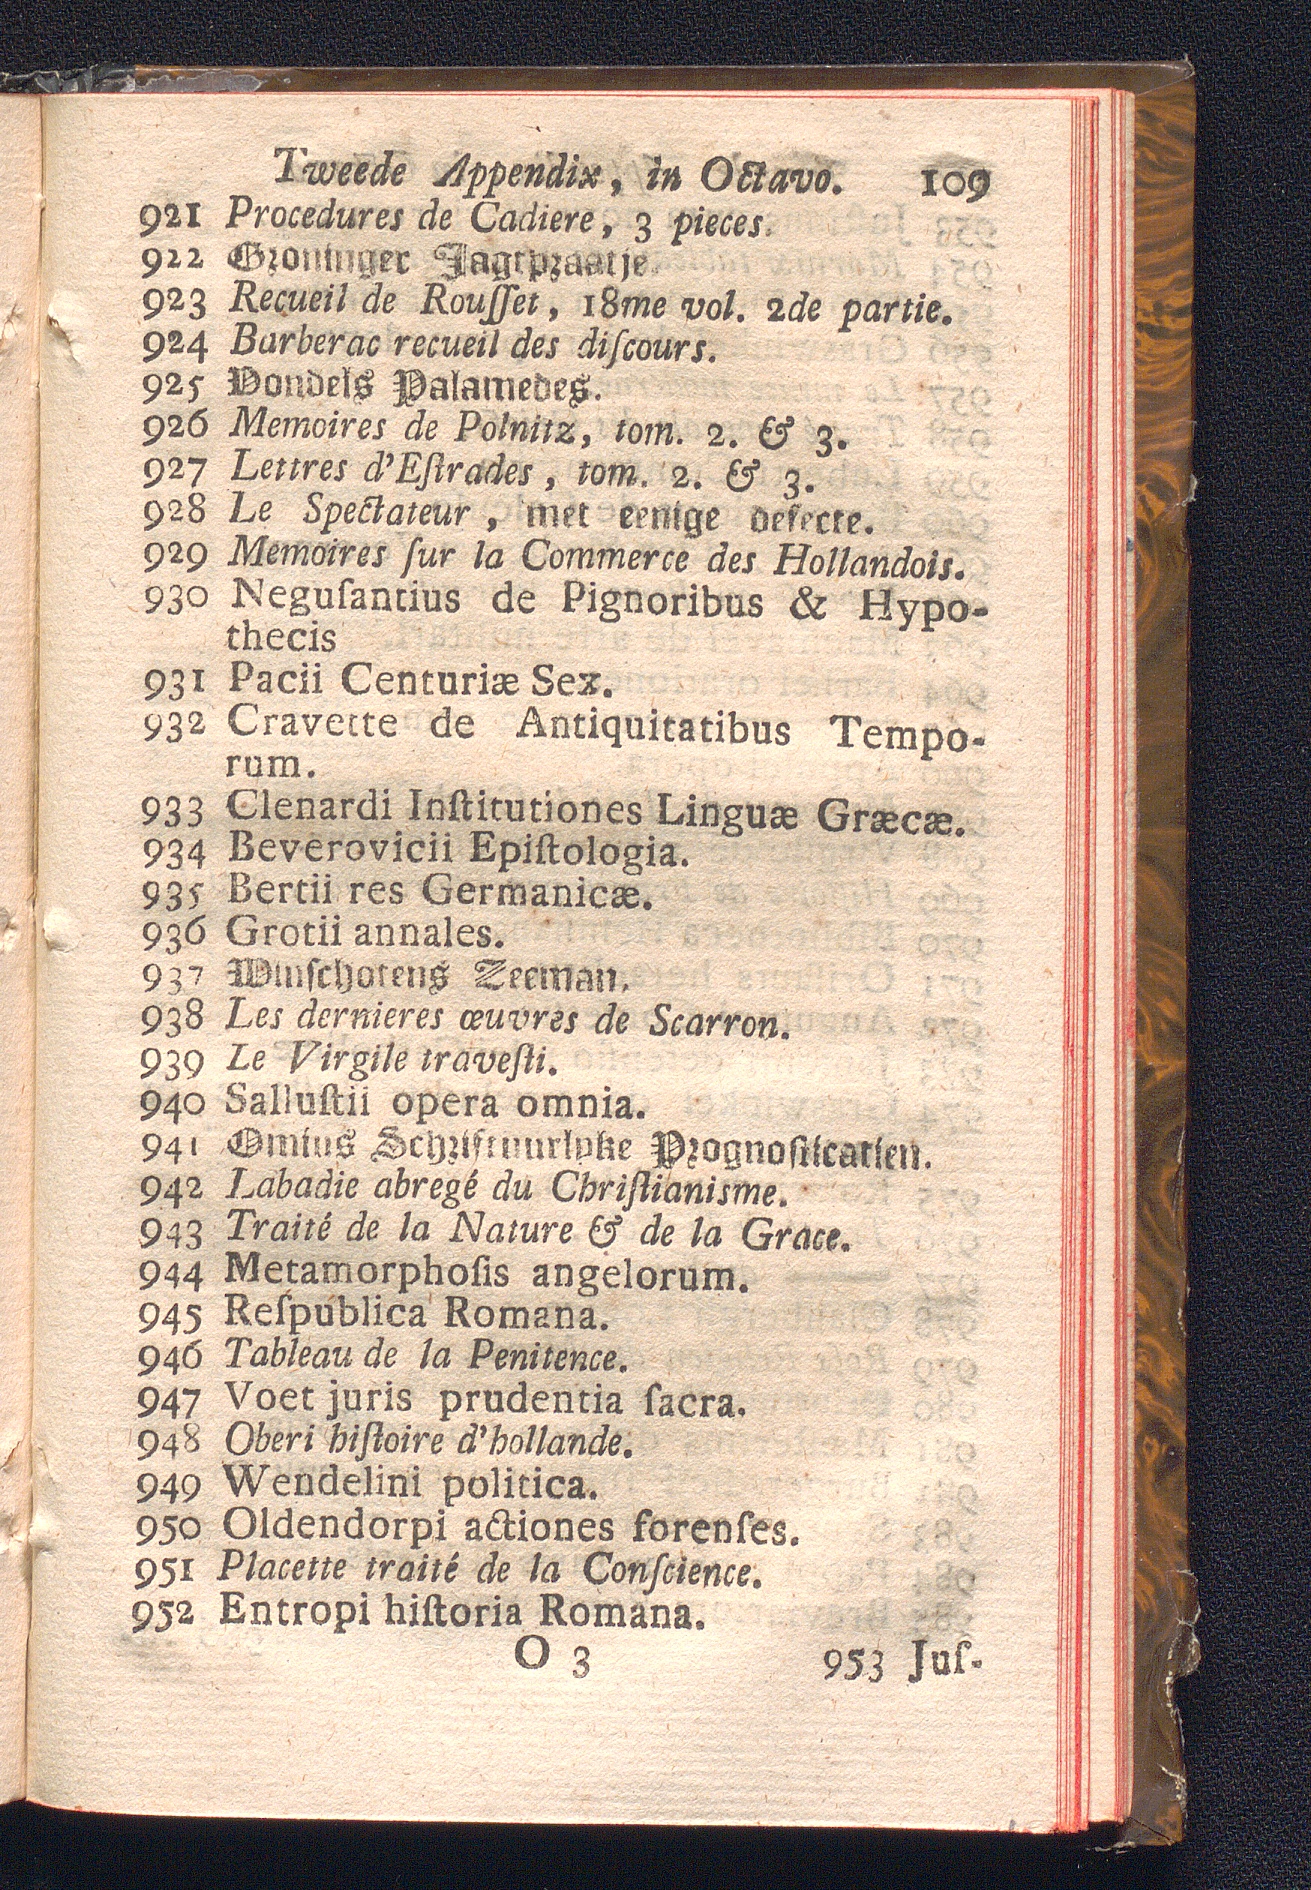 Tweede Appendix, in Octavo. 109
921 Procedures de Cadiere, 3 pieces.
922 Groninger Jagtpraatje.
923 Recueil de Rouſſet, 18me vol. 2de partie.
924 Barberac recueil des diſcours.
925 Vondels Palamedes.
926 Memoires de Polnitz, tom. 2. & 3.
927 Lettres d'Eſtrades, tom. 2. & 3.
928 Le Spectateur, met eenige defecte.
929 Memoires ſur la Commerce des Hollandois.
930 Neguſantius de Pignoribus & Hypo-
thecis
931 Pacii Centuriæ Sex.
932 Cravette de Antiquitatibus Tempo-
rum.
933 Clenardi Inſtitutiones Linguæ Græcæ.
934 Beverovicii Epiſtologia.
935 Bertii res Germanicæ.
936 Grotii annales.
937 Winſchotens Zeeman.
938 Les dernieres œuvres de Scarron.
939 Le Virgile traveſti.
940 Salluſtii opera omnia.
941 Omius Schriftuurlyke Prognoſticatien.
942 Labadie abregé du Chriſtianisme.
943 Traité de la Nature & de la Grace.
944 Metamorphoſis angelorum.
945 Reſpublica Romana.
946 Tableau de la Penitence.
947 Voet juris prudentia ſacra.
948 Oberi hiſtoire d'hollande.
949 Wendelini politica.
950 Oldendorpi actiones forenſes.
951 Placette traité de la Conſcience.
952 Entropi hiſtoria Romana.
O 3 953 Juſ-